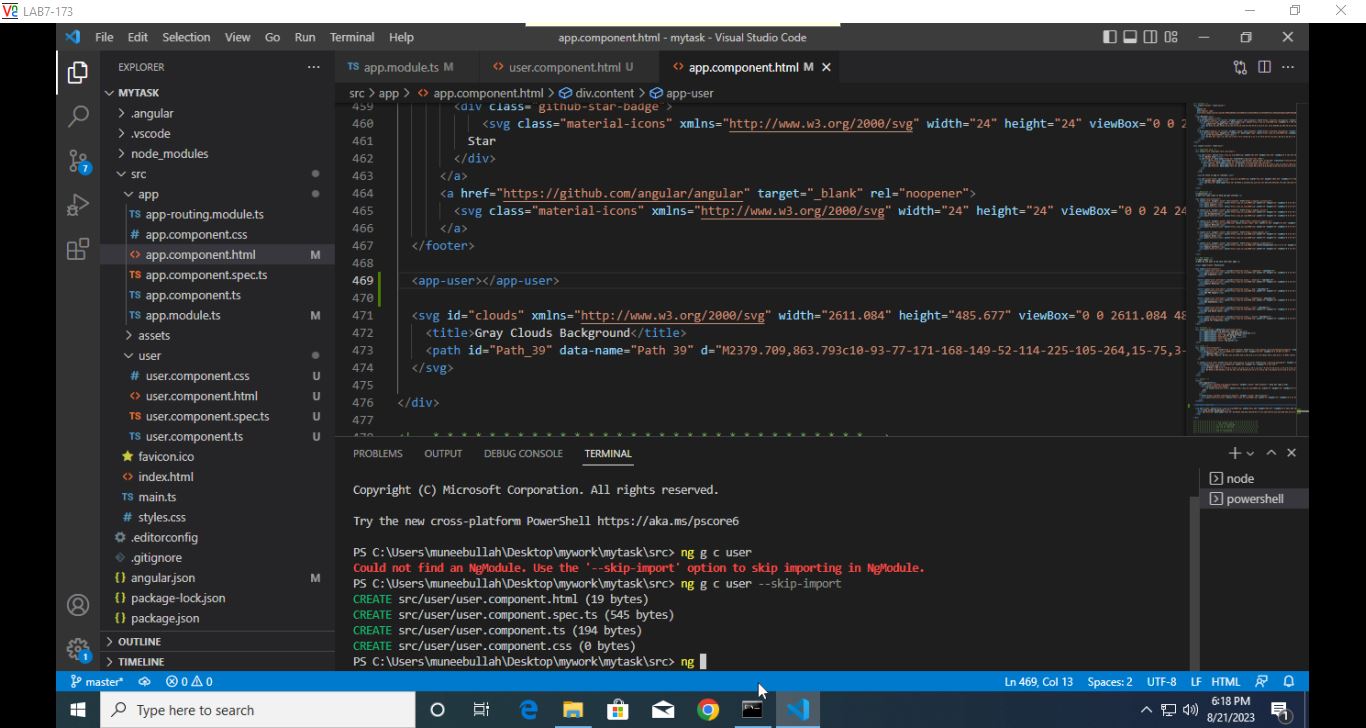 LAB7-173
File Edit Selection View Go Run Terminal Help
app.component.html - mytask - Visual Studio Code
EXPLORER
TS app.module.ts M
<> user.component.html U
<> app.component.html M
src > app > <> app.component.html > div.content > app-user
MYTASK
.angular
.vscode
node_modules
src
app
TS app-routing.module.ts
# app.component.css
<> app.component.html M
TS app.component.spec.ts
TS app.component.ts
TS app.module.ts M
assets
user
# user.component.css U
<> user.component.html U
TS user.component.spec.ts U
TS user.component.ts U
favicon.ico
<> index.html
TS main.ts
# styles.css
.editorconfig
.gitignore
{} angular.json M
{} package-lock.json
{} package.json
OUTLINE
TIMELINE
7
1
459 <div class="github-star-badge">
460 <svg class="material-icons" xmlns="http://www.w3.org/2000/svg" width="24" height="24" viewBox="0 0 2
461 Star
462 </div>
463 </a>
464 <a href="https://github.com/angular/angular" target="_blank" rel="noopener">
465 <svg class="material-icons" xmlns="http://www.w3.org/2000/svg" width="24" height="24" viewBox="0 0 24 24
466 </a>
467 </footer>
468
469 <app-user></app-user>
470
471 <svg id="clouds" xmlns="http://www.w3.org/2000/svg" width="2611.084" height="485.677" viewBox="0 0 2611.084 48
472 <title>Gray Clouds Background</title>
473 <path id="Path_39" data-name="Path 39" d="M2379.709,863.793c10-93-77-171-168-149-52-114-225-105-264,15-75,3-
474 </svg>
475
476 </div>
477
PROBLEMS OUTPUT DEBUG CONSOLE TERMINAL
node
powershell
Copyright (C) Microsoft Corporation. All rights reserved.
Try the new cross-platform PowerShell https://aka.ms/pscore6
PS C:\Users\muneebullah\Desktop\mywork\mytask\src> ng g c user
Could not find an NgModule. Use the '--skip-import' option to skip importing in NgModule.
PS C:\Users\muneebullah\Desktop\mywork\mytask\src> ng g c user --skip-import
CREATE src/user/user.component.html (19 bytes)
CREATE src/user/user.component.spec.ts (545 bytes)
CREATE src/user/user.component.ts (194 bytes)
CREATE src/user/user.component.css (0 bytes)
PS C:\Users\muneebullah\Desktop\mywork\mytask\src> ng
master* 0 0
Ln 469, Col 13 Spaces: 2 UTF-8 LF HTML
Type here to search
6:18 PM
8/21/2023
1